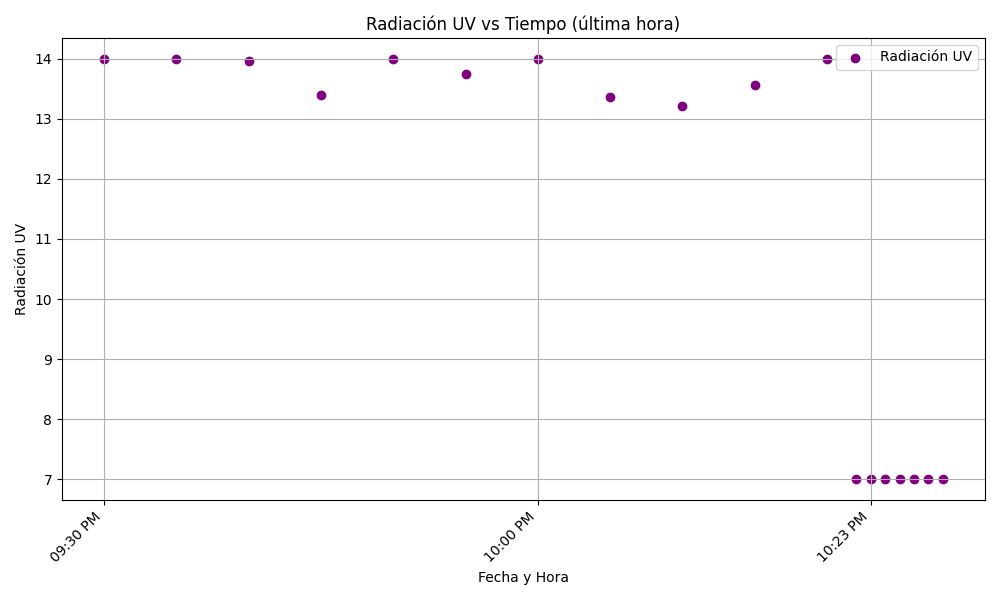 Radiación UV vs Tiempo (última hora)
Radiación UV
14
13
12
11
10
9
8
7
Radiación UV
09:30 PM
10:00 PM
10:23 PM
Fecha y Hora